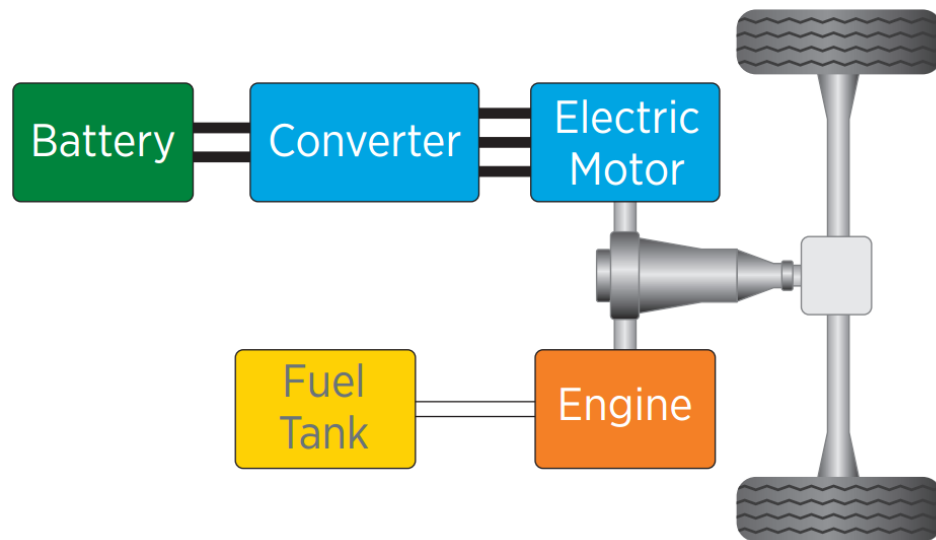 Battery
Converter
Electric
Motor
Fuel
Tank
Engine